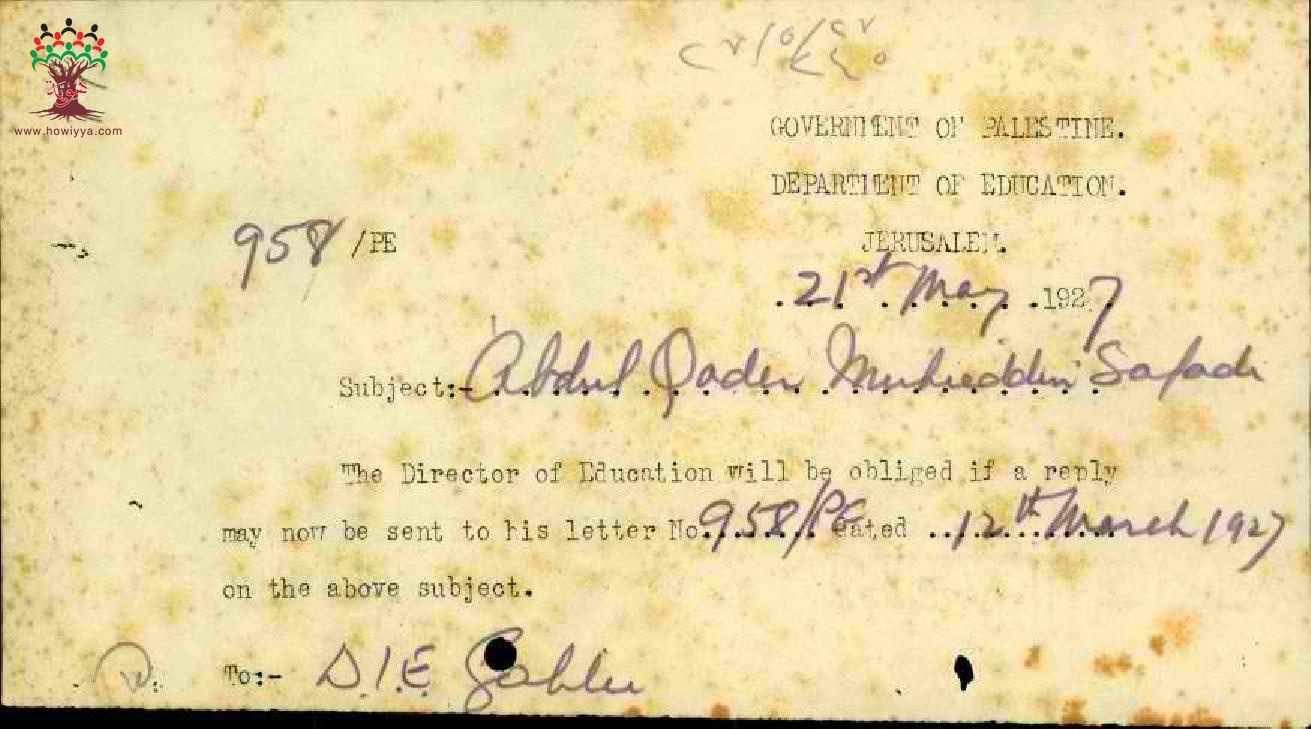 www.howiyya.com
GOVERNMENT OF PALESTINE.
DEPARTMENT OF EDUCATION.
958/PE
JERUSALEM.
21st May 1927
Subject:- Abdul Qader Muhieddin Safadi
The Director of Education will be obliged if a reply
may now be sent to his letter No. 958/PE dated 12th March 1927
on the above subject.
To:- D.I.E.